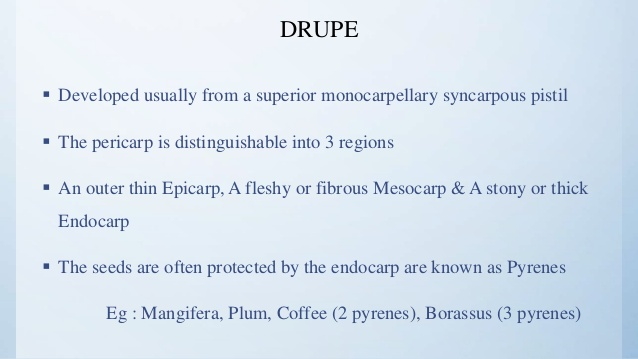 DRUPE
▪ Developed usually from a superior monocarpellary syncarpous pistil
▪ The pericarp is distinguishable into 3 regions
▪ An outer thin Epicarp, A fleshy or fibrous Mesocarp & A stony or thick
Endocarp
▪ The seeds are often protected by the endocarp are known as Pyrenes
Eg : Mangifera, Plum, Coffee (2 pyrenes), Borassus (3 pyrenes)